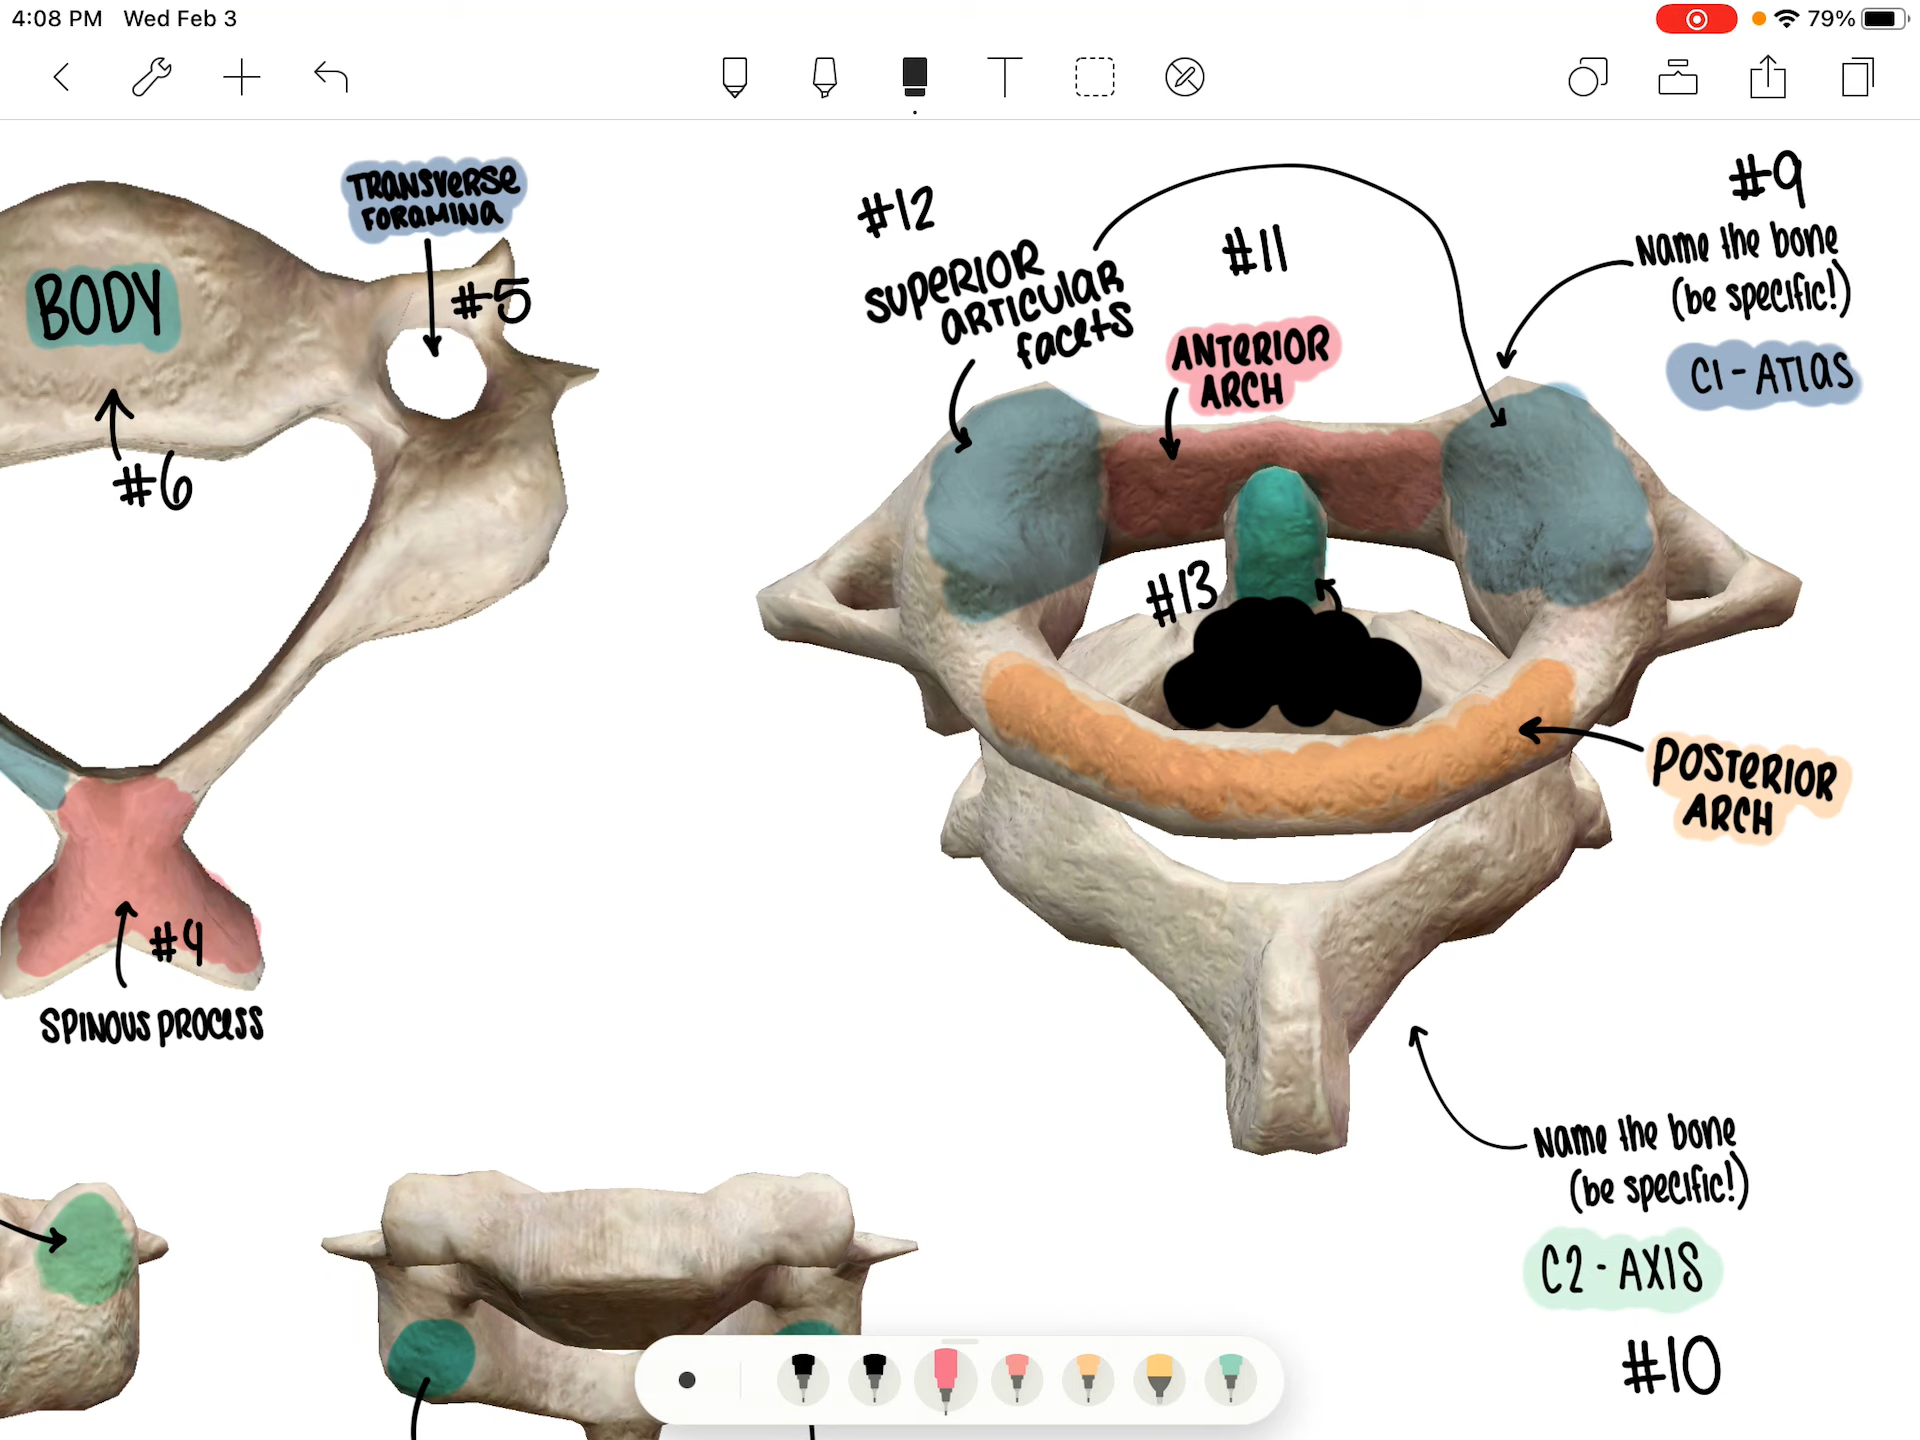 4:08 PM Wed Feb 3
79%
T
TRANSVERSE
FORAMINA
#5
BODY
#6
#4
SPINOUS PROCESS
#12
SUPERIOR
ARTICULAR
facets
#11
ANTERIOR
ARCH
#9
Name the bone
(be specific!)
C1 - ATlas
#13
POSTERIOR
ARCH
Name the bone
(be specific!)
C2 - AXIS
#10